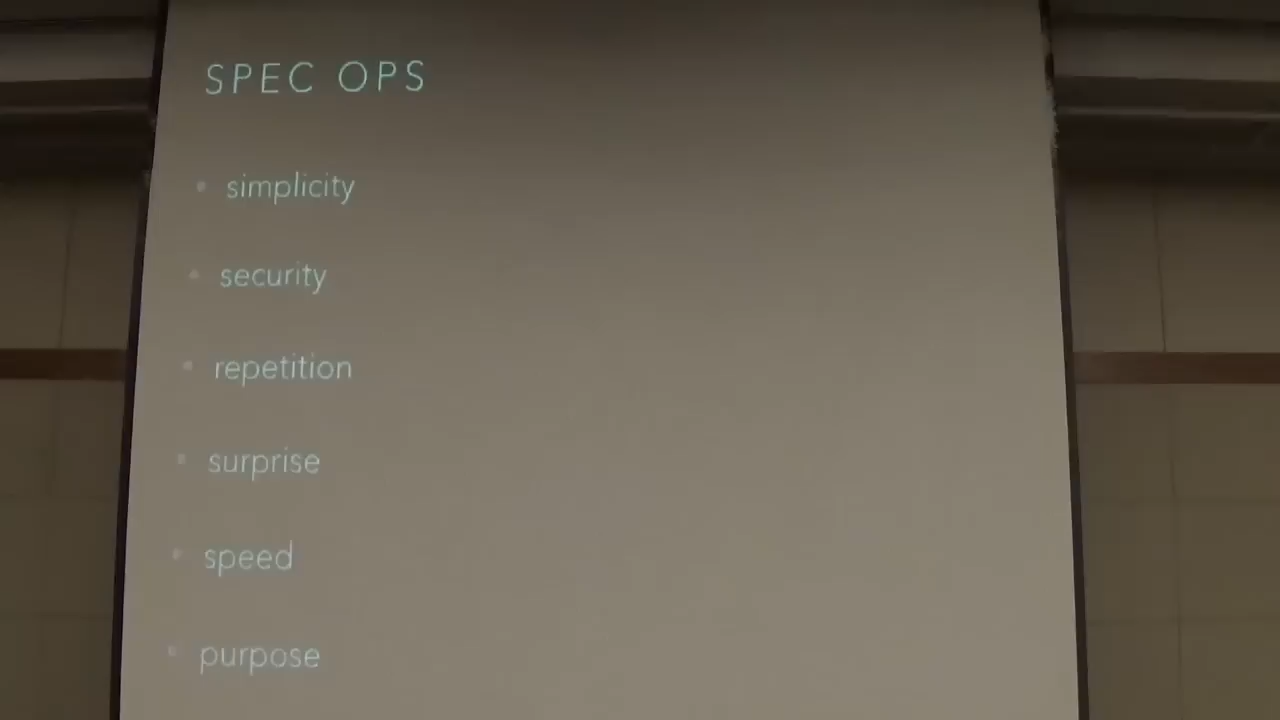 SPEC OPS
• simplicity
• security
• repetition
• surprise
• speed
• purpose